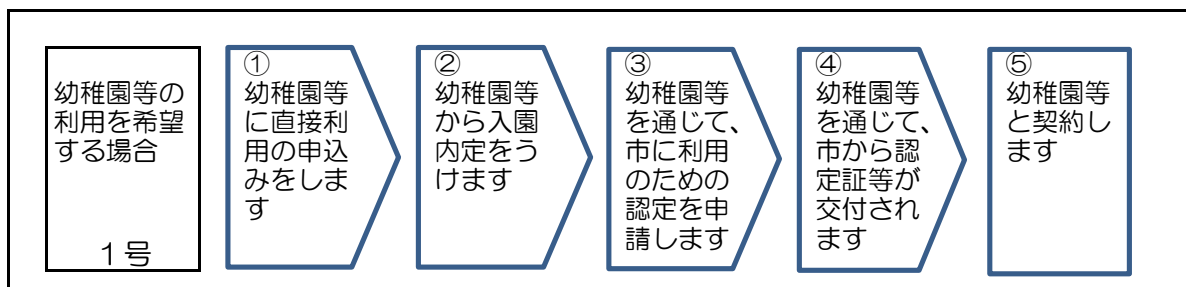 幼稚園等の
利用を希望
する場合
1号
①
幼稚園等
に直接利
用の申込
みをしま
す
②
幼稚園等
から入園
内定をう
けます
③
幼稚園等
を通じて、
市に利用
のための
認定を申
請します
④
幼稚園等
を通じて、
市から認
定証等が
交付され
ます
⑤
幼稚園等
と契約し
ます